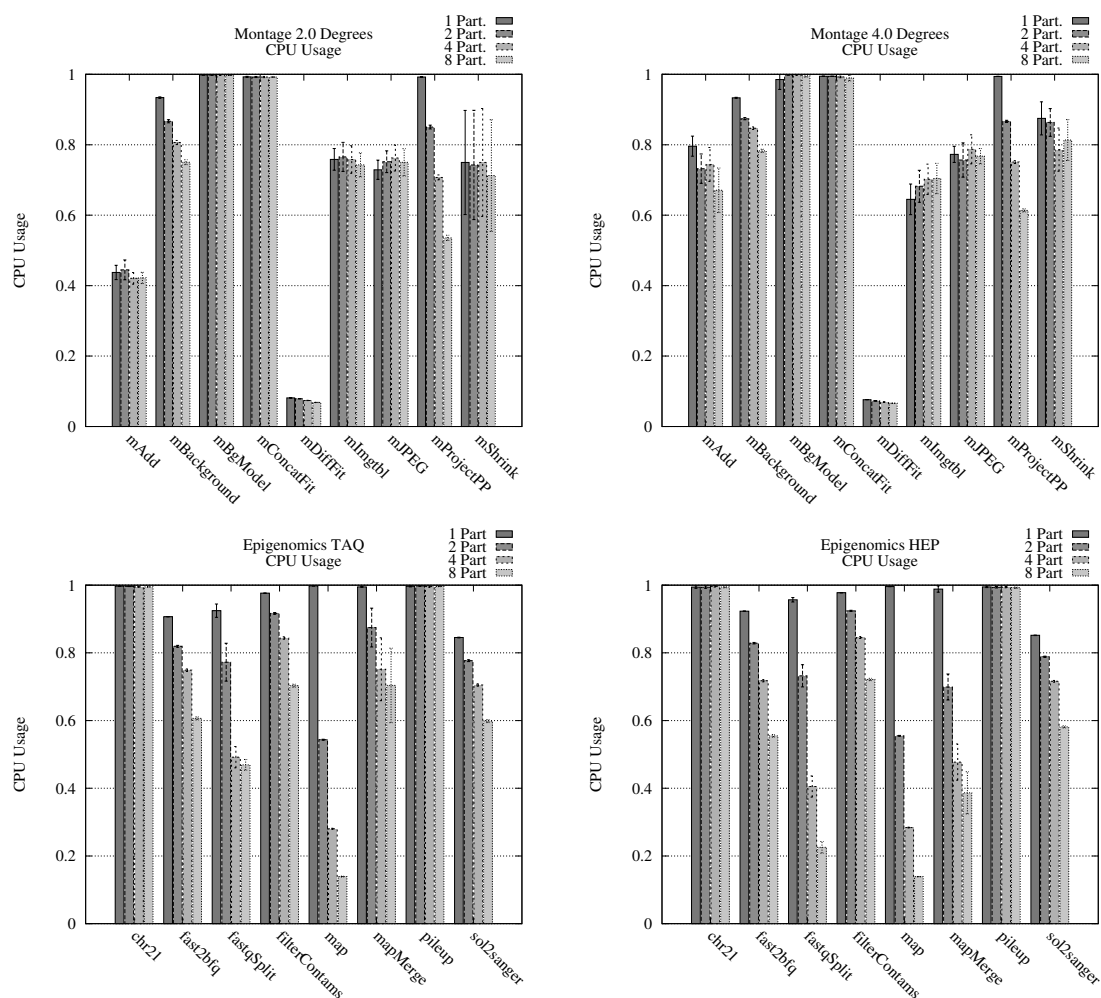 Montage 2.0 Degrees
CPU Usage
1 Part.
2 Part.
4 Part.
8 Part.
CPU Usage
1
0.8
0.6
0.4
0.2
0
mAdd
mBackground
mBgModel
mConcatFit
mDiffFit
mImgtbl
mJPEG
mProjectPP
mShrink
Montage 4.0 Degrees
CPU Usage
1 Part.
2 Part.
4 Part.
8 Part.
CPU Usage
1
0.8
0.6
0.4
0.2
0
mAdd
mBackground
mBgModel
mConcatFit
mDiffFit
mImgtbl
mJPEG
mProjectPP
mShrink
Epigenomics TAQ
CPU Usage
1 Part
2 Part
4 Part
8 Part
CPU Usage
1
0.8
0.6
0.4
0.2
0
chr21
fast2bfq
fastqSplit
filterContams
map
mapMerge
pileup
sol2sanger
Epigenomics HEP
CPU Usage
1 Part
2 Part
4 Part
8 Part
CPU Usage
1
0.8
0.6
0.4
0.2
0
chr21
fast2bfq
fastqSplit
filterContams
map
mapMerge
pileup
sol2sanger